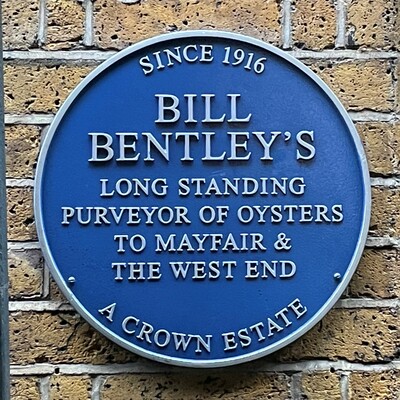 SINCE 1916
BILL
BENTLEY'S
LONG STANDING
PURVEYOR OF OYSTERS
TO MAYFAIR &
THE WEST END
A CROWN ESTATE